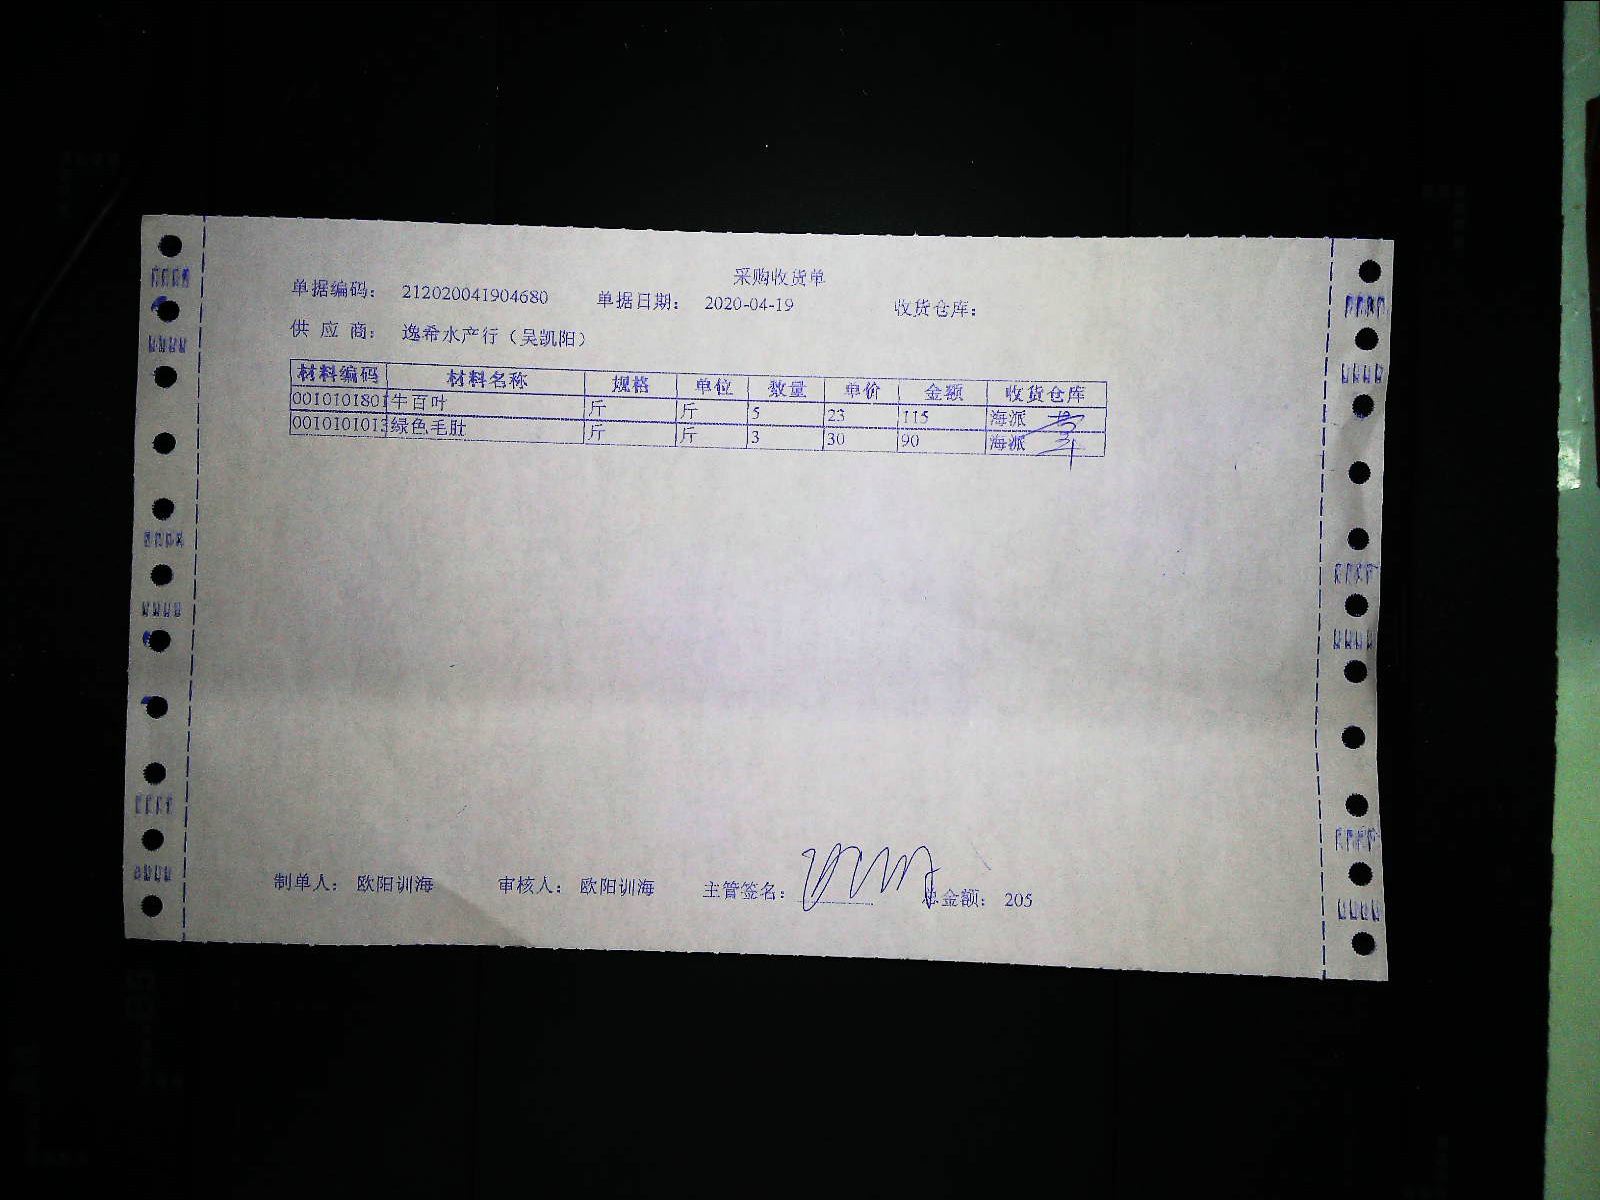 采购收货单
单据编码： 212020041904680 单据日期： 2020-04-19 收货仓库：
供 应 商： 逸希水产行（吴凯阳）
材料编码 材料名称 规格 单位 数量 单价 金额 收货仓库
0010101801 牛百叶 斤 斤 5 23 115 海派
0010101013 绿色毛肚 斤 斤 3 30 90 海派
制单人： 欧阳训海 审核人： 欧阳训海 主管签名： 总金额： 205